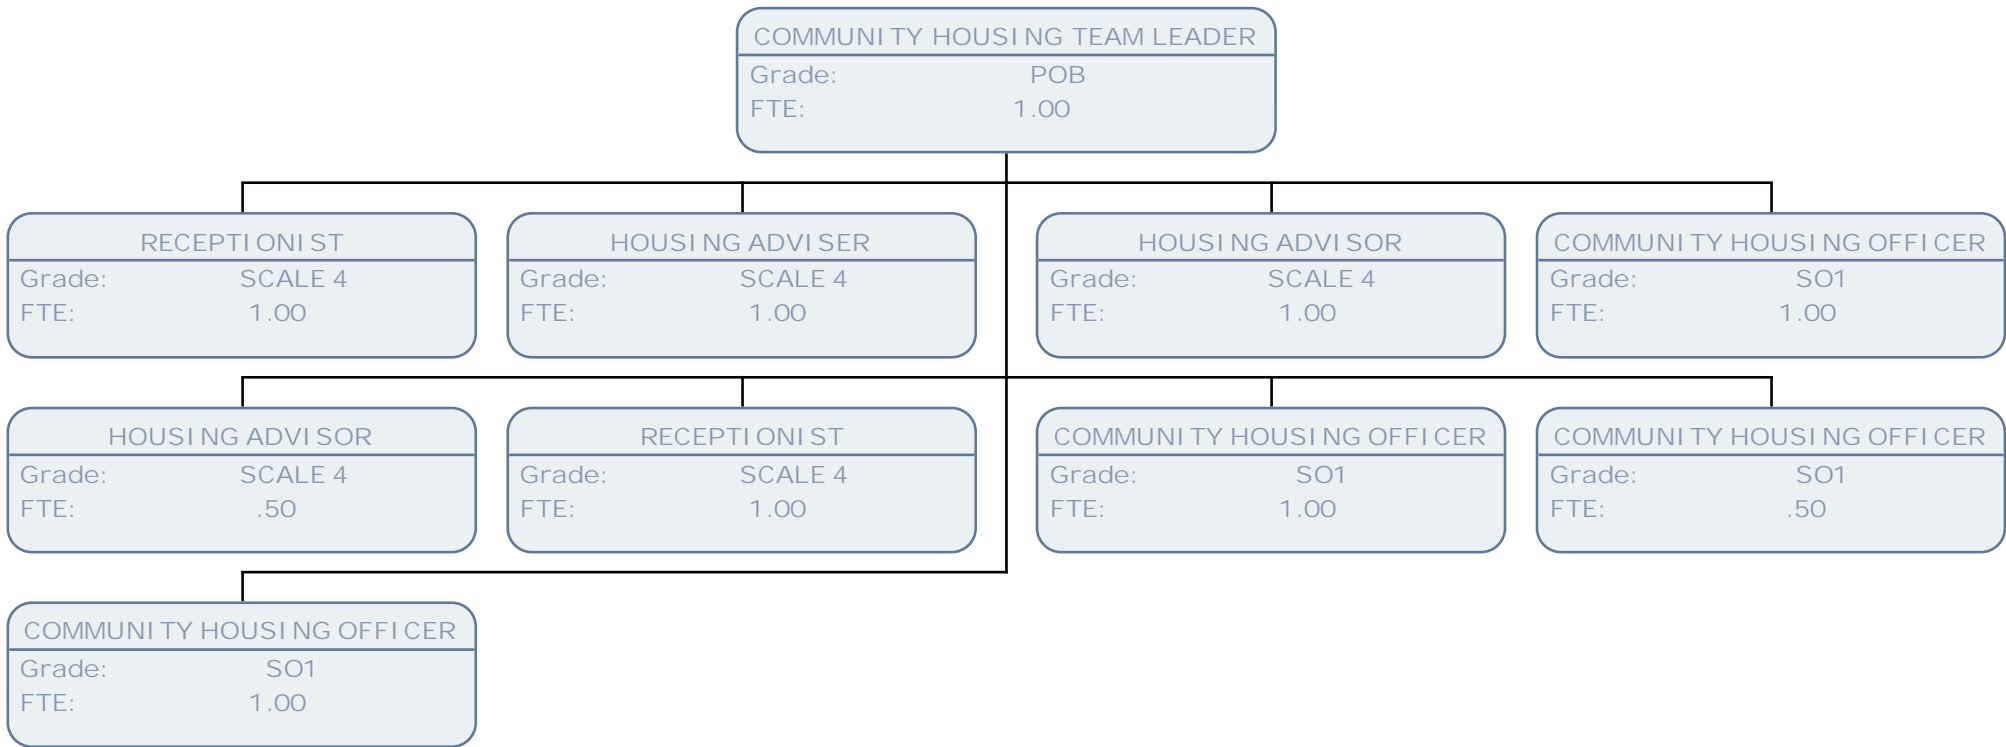 COMMUNITY HOUSING TEAM LEADER
Grade: POB
FTE: 1.00
RECEPTIONIST
Grade: SCALE 4
FTE: 1.00
HOUSING ADVISER
Grade: SCALE 4
FTE: 1.00
HOUSING ADVISOR
Grade: SCALE 4
FTE: 1.00
COMMUNITY HOUSING OFFICER
Grade: SO1
FTE: 1.00
HOUSING ADVISOR
Grade: SCALE 4
FTE: .50
RECEPTIONIST
Grade: SCALE 4
FTE: 1.00
COMMUNITY HOUSING OFFICER
Grade: SO1
FTE: 1.00
COMMUNITY HOUSING OFFICER
Grade: SO1
FTE: .50
COMMUNITY HOUSING OFFICER
Grade: SO1
FTE: 1.00